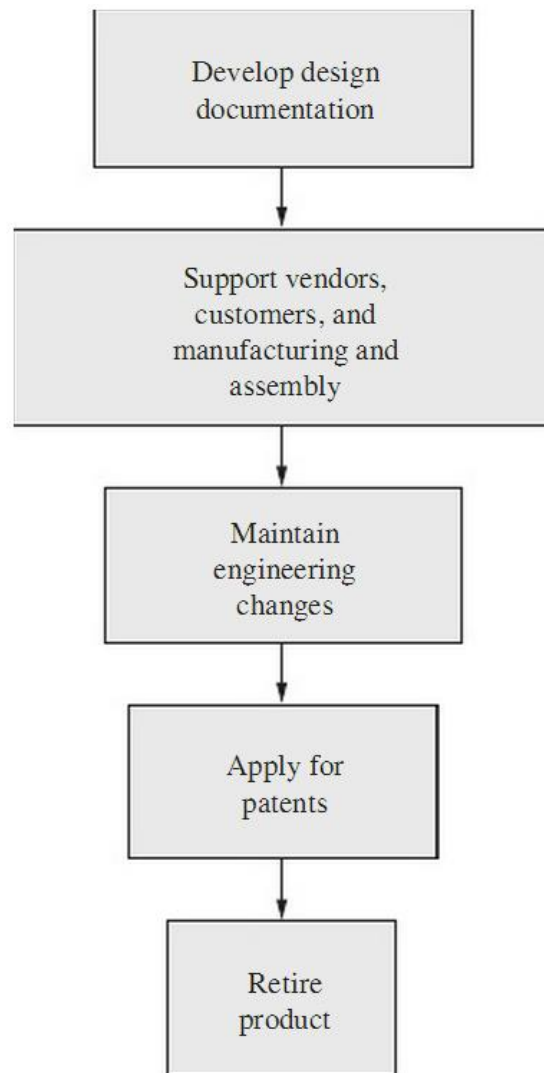 Develop design
documentation
Support vendors,
customers, and
manufacturing and
assembly
Maintain
engineering
changes
Apply for
patents
Retire
product